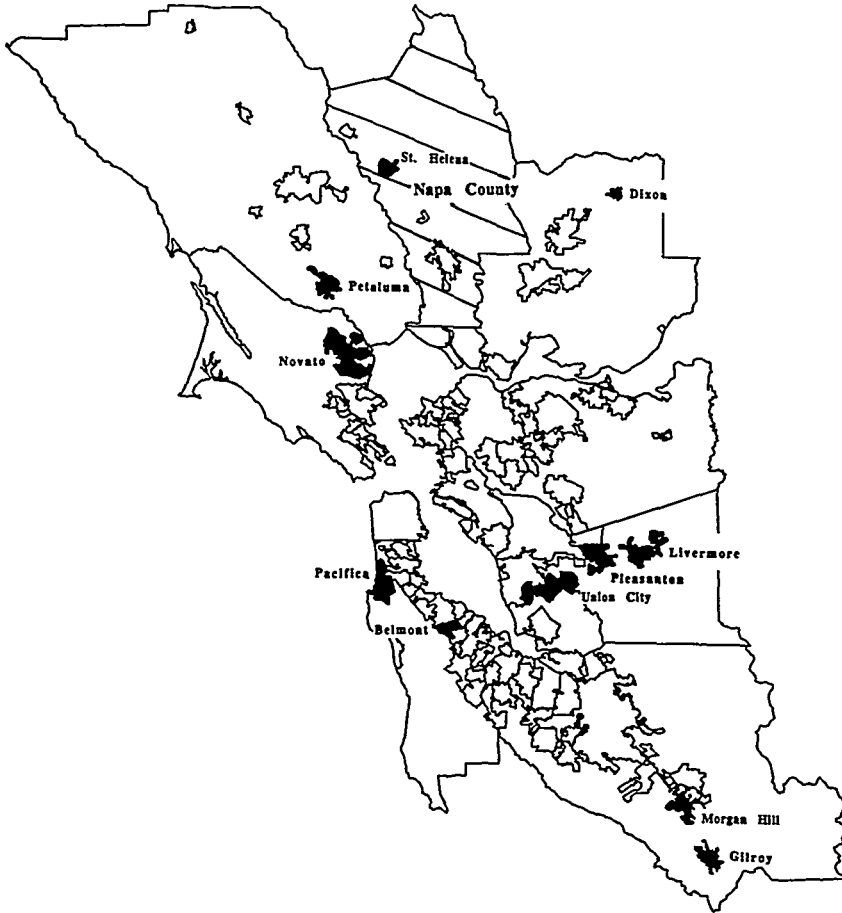 St. Helena
Napa County
Dixon
Petaluma
Novato
Livermore
Pleasanton
Pacifica
Union City
Belmont
Morgan Hill
Gilroy